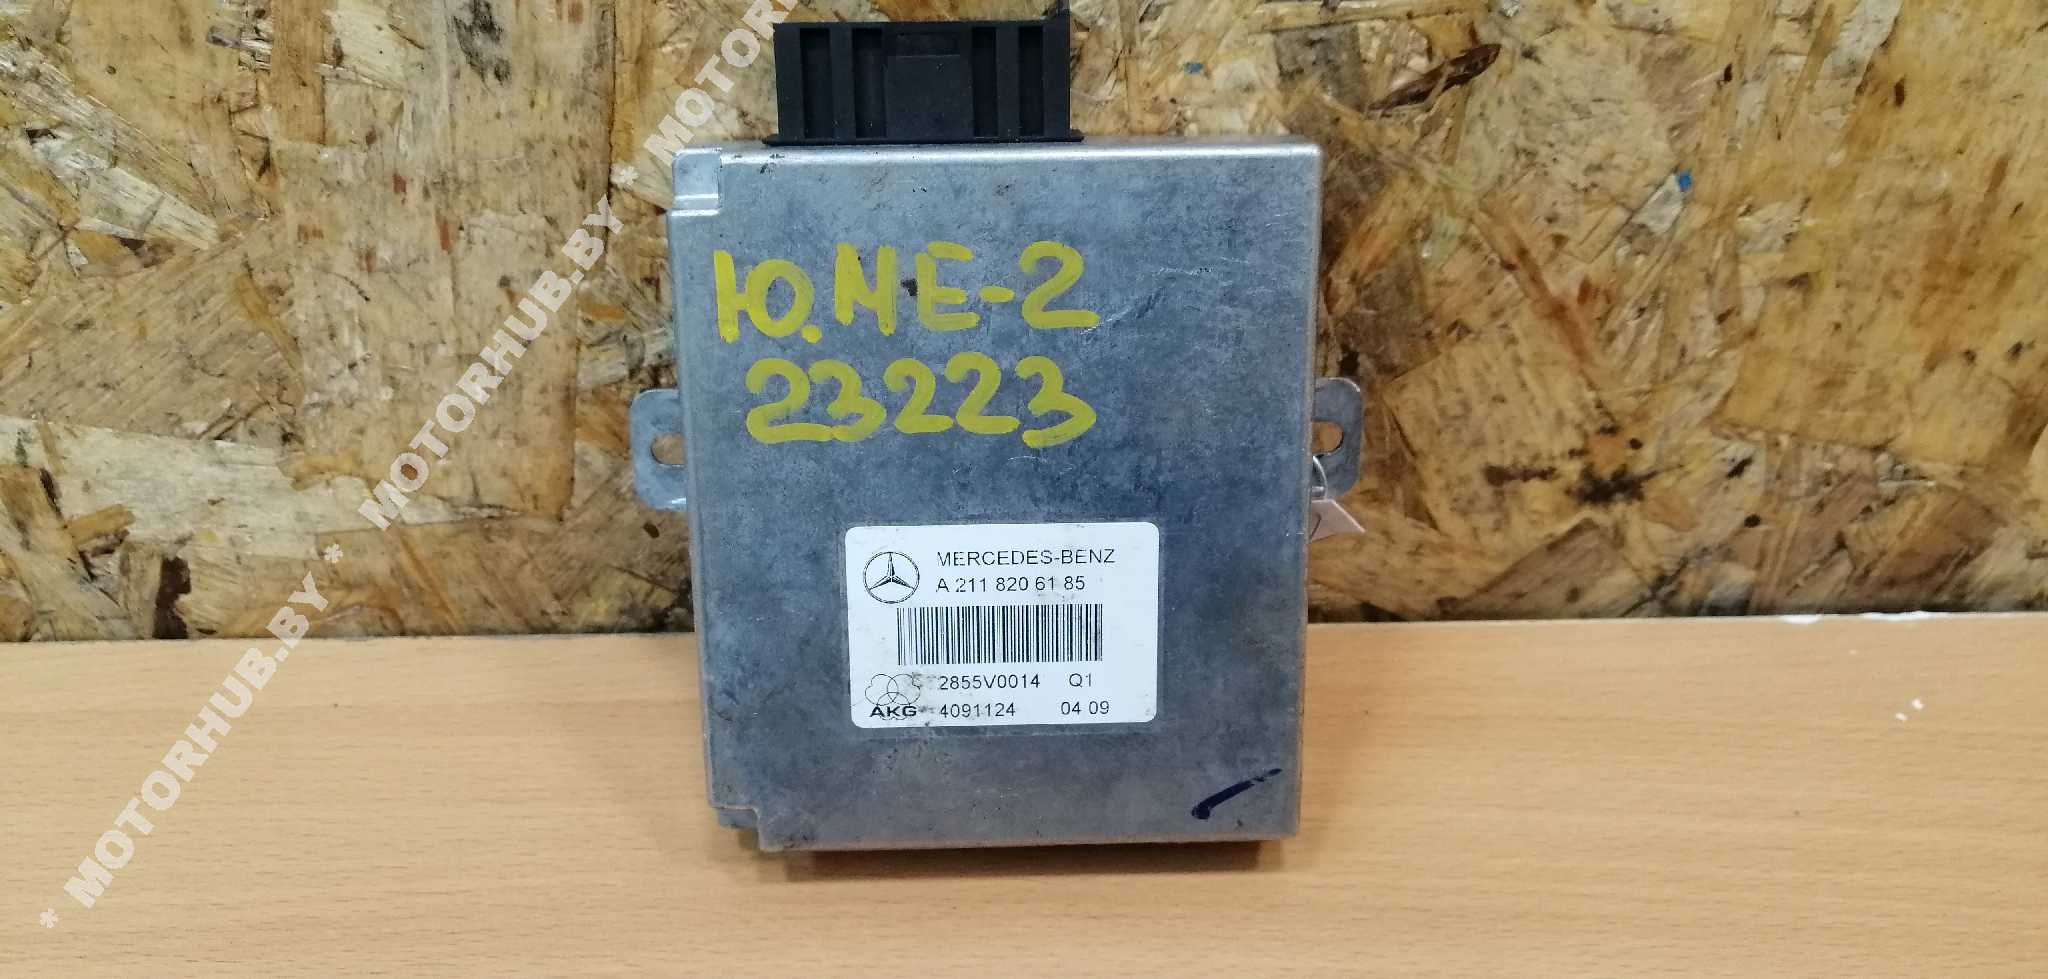 Ю.МЕ-2
23223
MERCEDES-BENZ
A 211 820 61 85
2855V0014 Q1
AKG 4091124 04 09
* MOTORHUB.BY * MOTORHUB.BY * MOTORHUB.BY